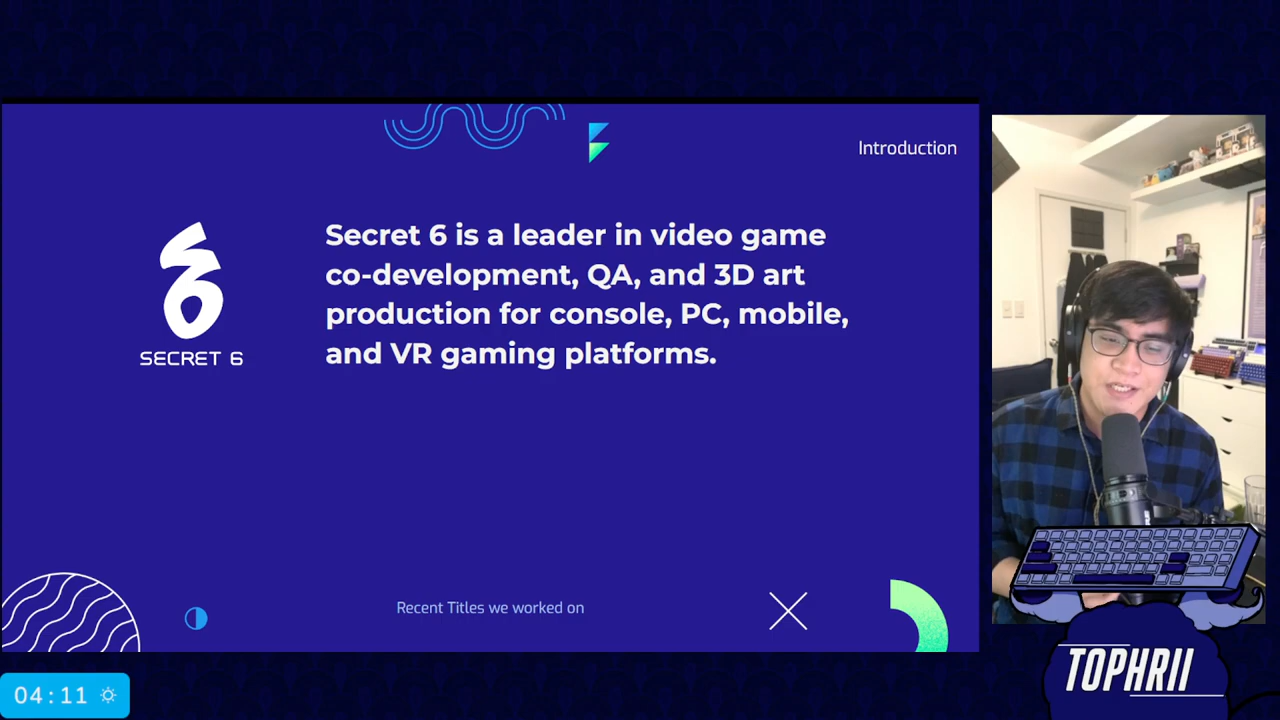 Introduction
SECRET 6
Secret 6 is a leader in video game
co-development, QA, and 3D art
production for console, PC, mobile,
and VR gaming platforms.
Recent Titles we worked on
04:11
TOPHRII